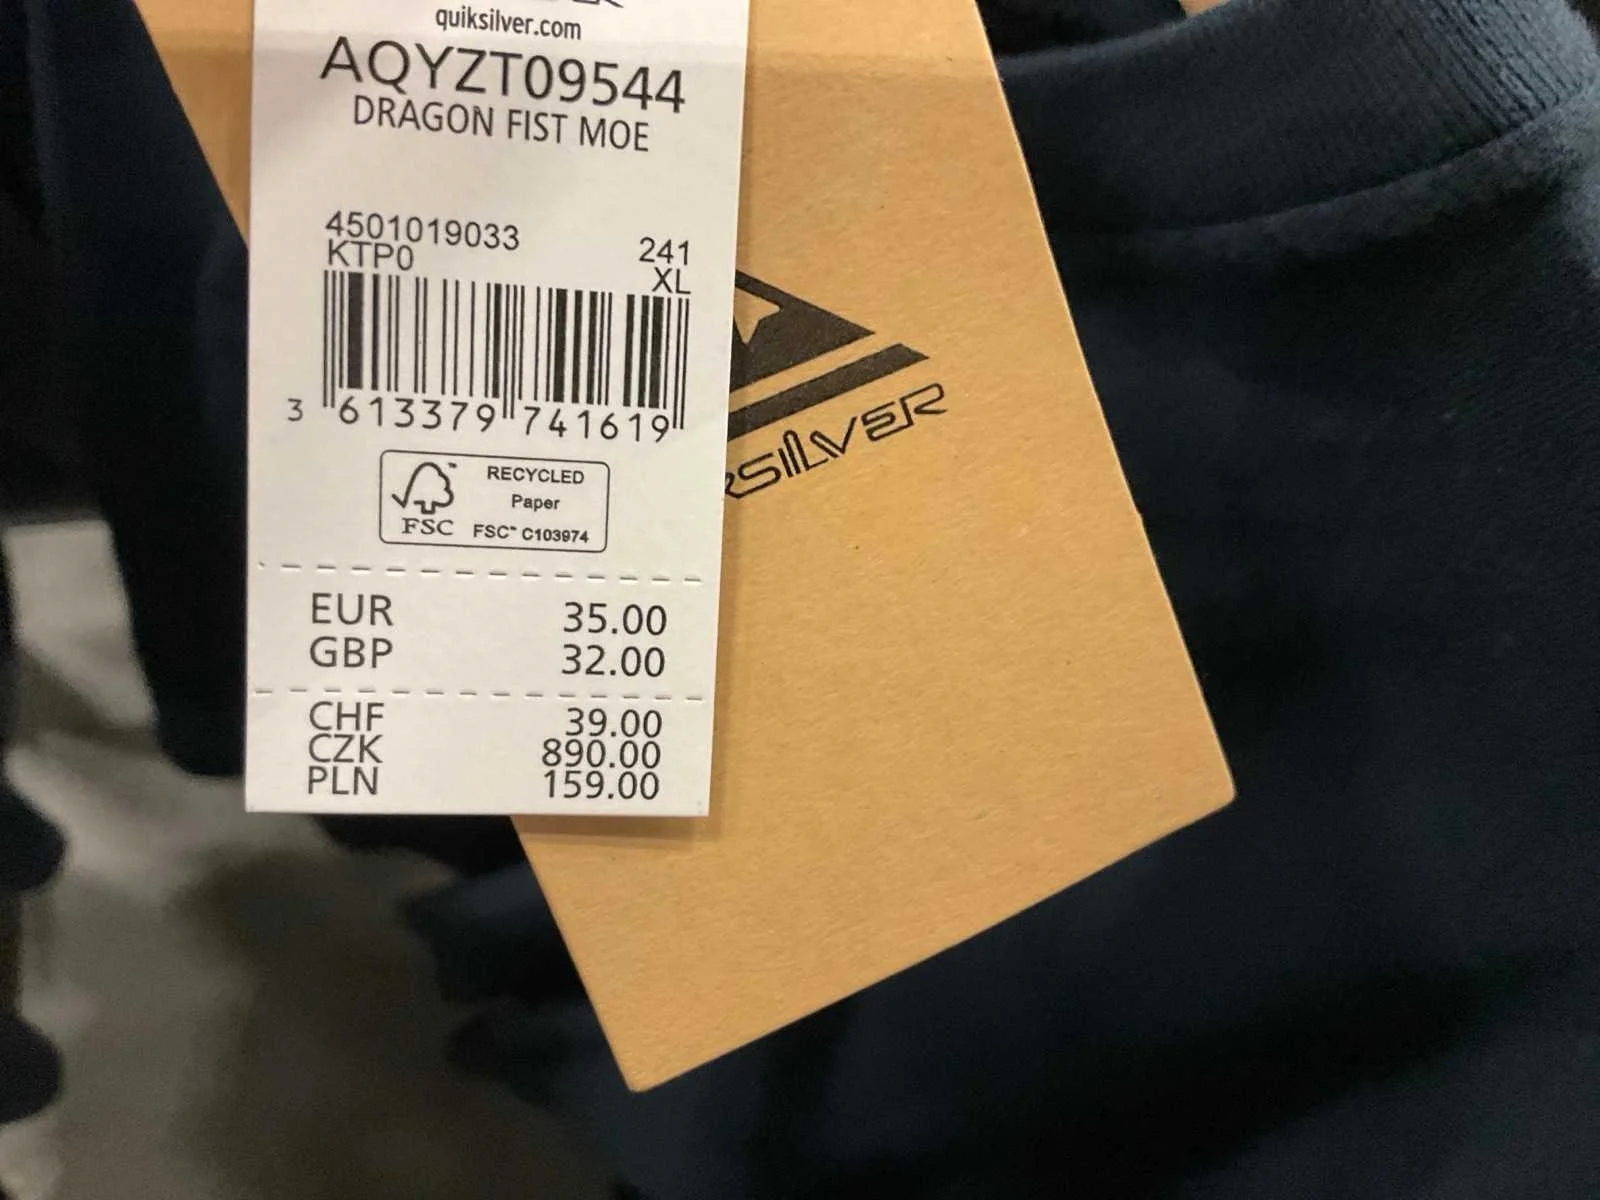 quiksilver.com
AQYZT09544
DRAGON FIST MOE
4501019033
KTP0
241
XL
3 613379 741619
RECYCLED
Paper
FSC
FSC™ C103974
EUR 35.00
GBP 32.00
CHF 39.00
CZK 890.00
PLN 159.00
SILVER